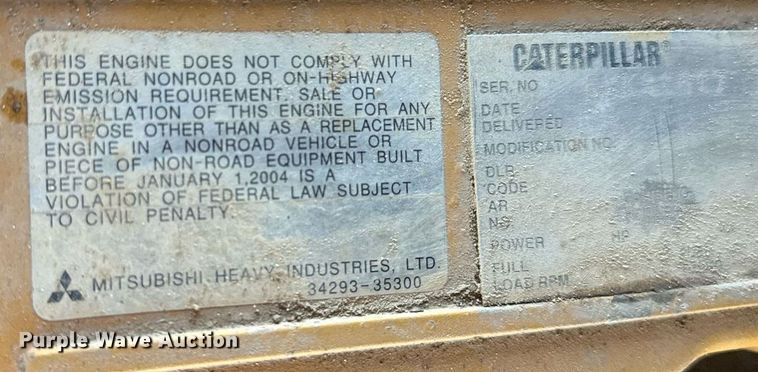 THIS ENGINE DOES NOT COMPLY WITH
FEDERAL NONROAD OR ON-HIGHWAY
EMISSION REQUIREMENT. SALE OR
INSTALLATION OF THIS ENGINE FOR ANY
PURPOSE OTHER THAN AS A REPLACEMENT
ENGINE IN A NONROAD VEHICLE OR
PIECE OF NON-ROAD EQUIPMENT BUILT
BEFORE JANUARY 1,2004 IS A
VIOLATION OF FEDERAL LAW SUBJECT
TO CIVIL PENALTY.
MITSUBISHI HEAVY INDUSTRIES, LTD.
34293-35300
CATERPILLAR®
SER. NO
DATE
DELIVERED
MODIFICATION NO
DLR
CODE
AR
NO
POWER HP
FULL
LOAD RPM
Purple Wave Auction